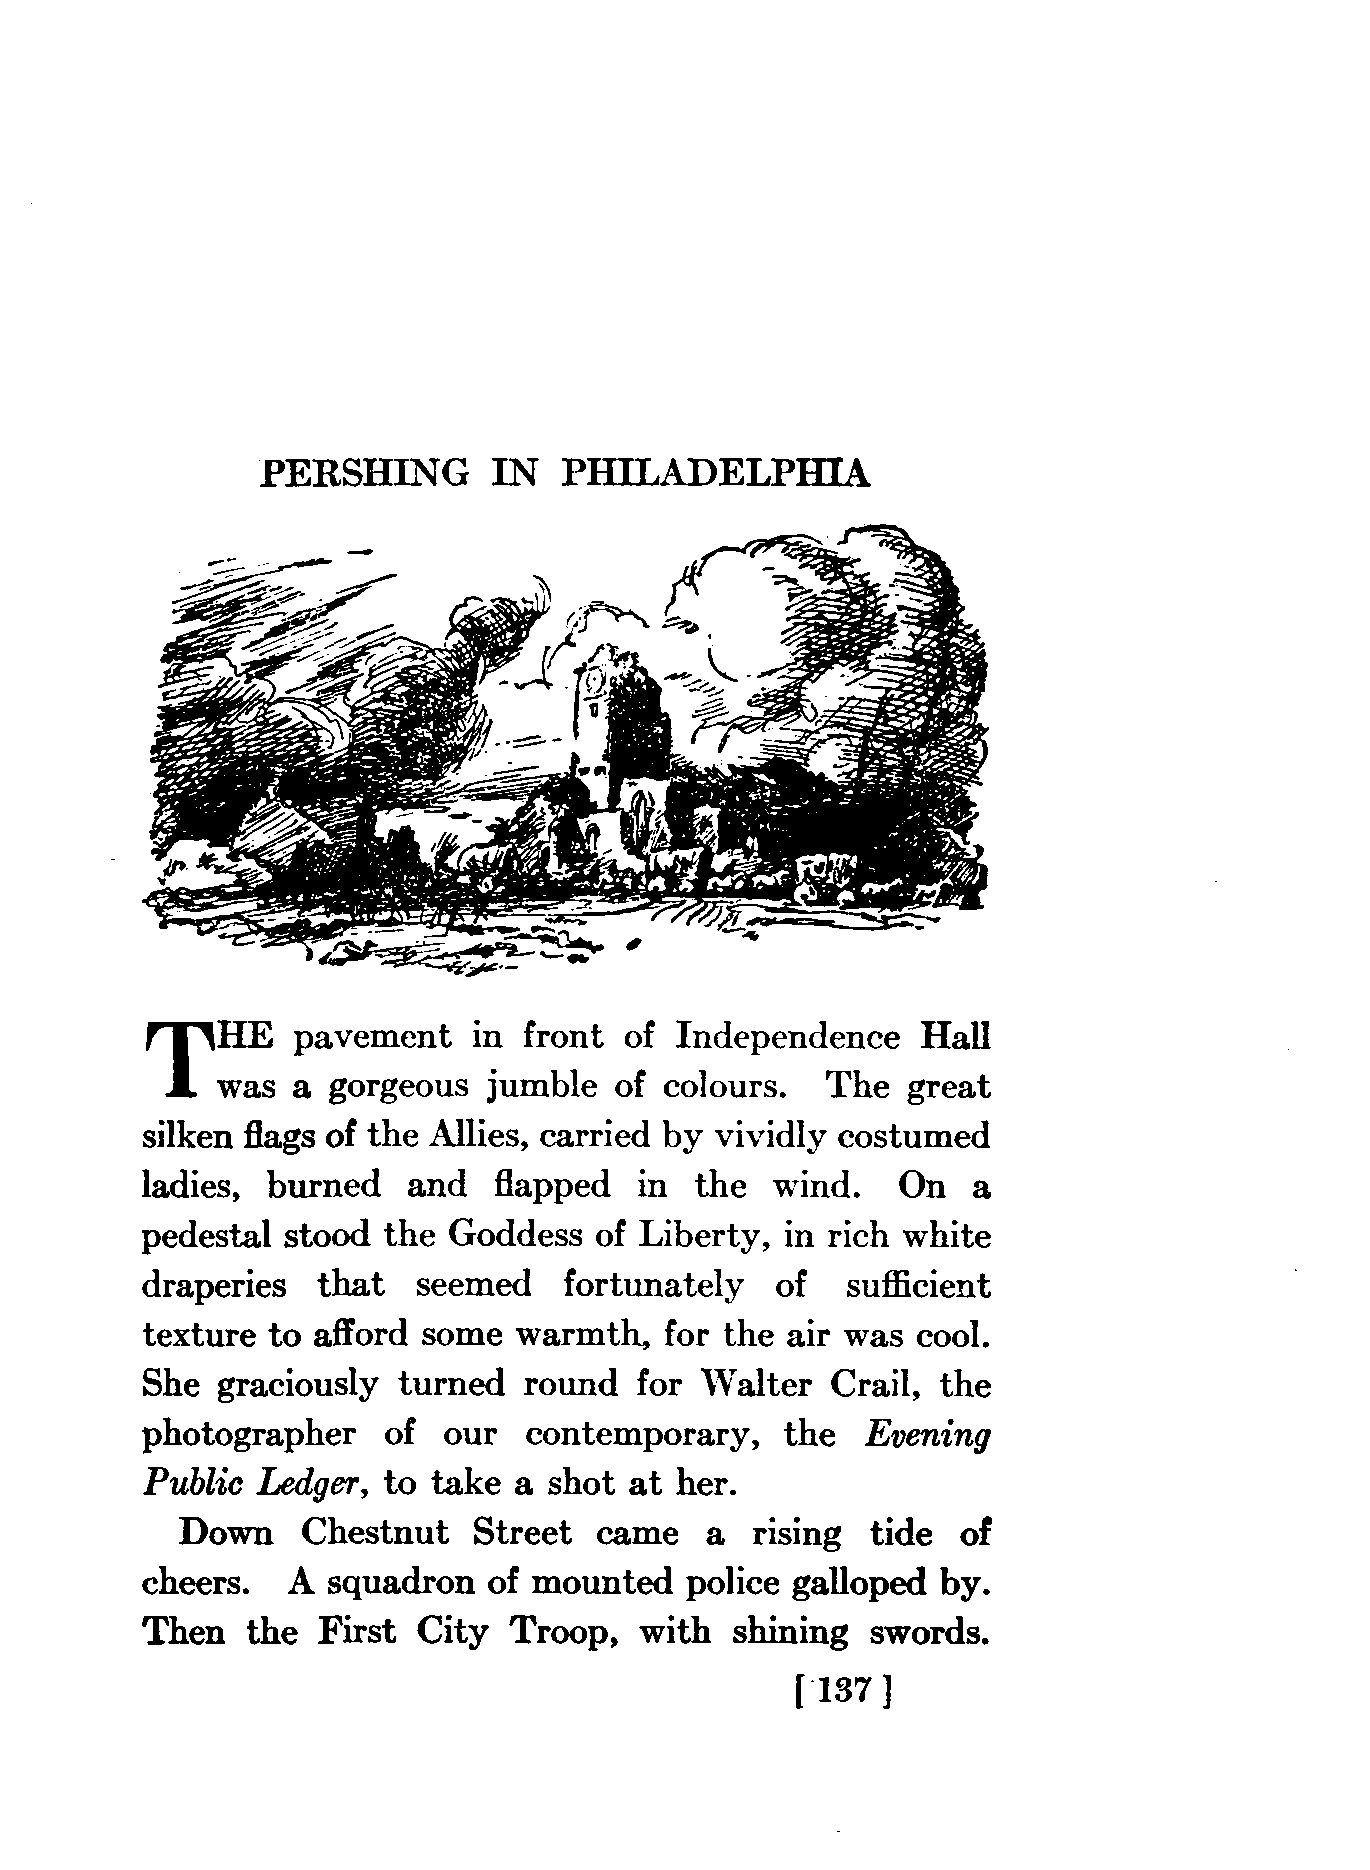 PERSHING IN PHILADELPHIA
THE pavement in front of Independence Hall
was a gorgeous jumble of colours. The great
silken flags of the Allies, carried by vividly costumed
ladies, burned and flapped in the wind. On a
pedestal stood the Goddess of Liberty, in rich white
draperies that seemed fortunately of sufficient
texture to afford some warmth, for the air was cool.
She graciously turned round for Walter Crail, the
photographer of our contemporary, the Evening
Public Ledger, to take a shot at her.
Down Chestnut Street came a rising tide of
cheers. A squadron of mounted police galloped by.
Then the First City Troop, with shining swords.
[ 137 ]